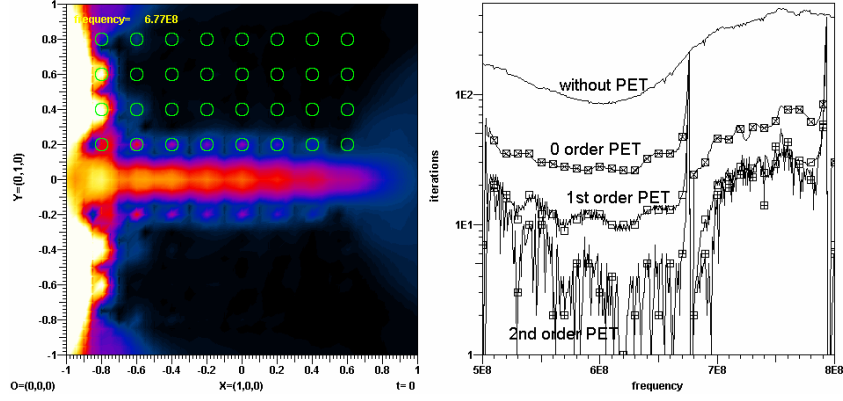 frequency= 6.77E8
1
0.8
0.6
0.4
0.2
0
-0.2
-0.4
-0.6
-0.8
-1
Y=(0,1,0)
-1 -0.8 -0.6 -0.4 -0.2 0 0.2 0.4 0.6 0.8 1
O=(0,0,0) X=(1,0,0) t= 0
without PET
1E2
0 order PET
iterations
1st order PET
1E1
2nd order PET
1
5E8 6E8 7E8 8E8
frequency